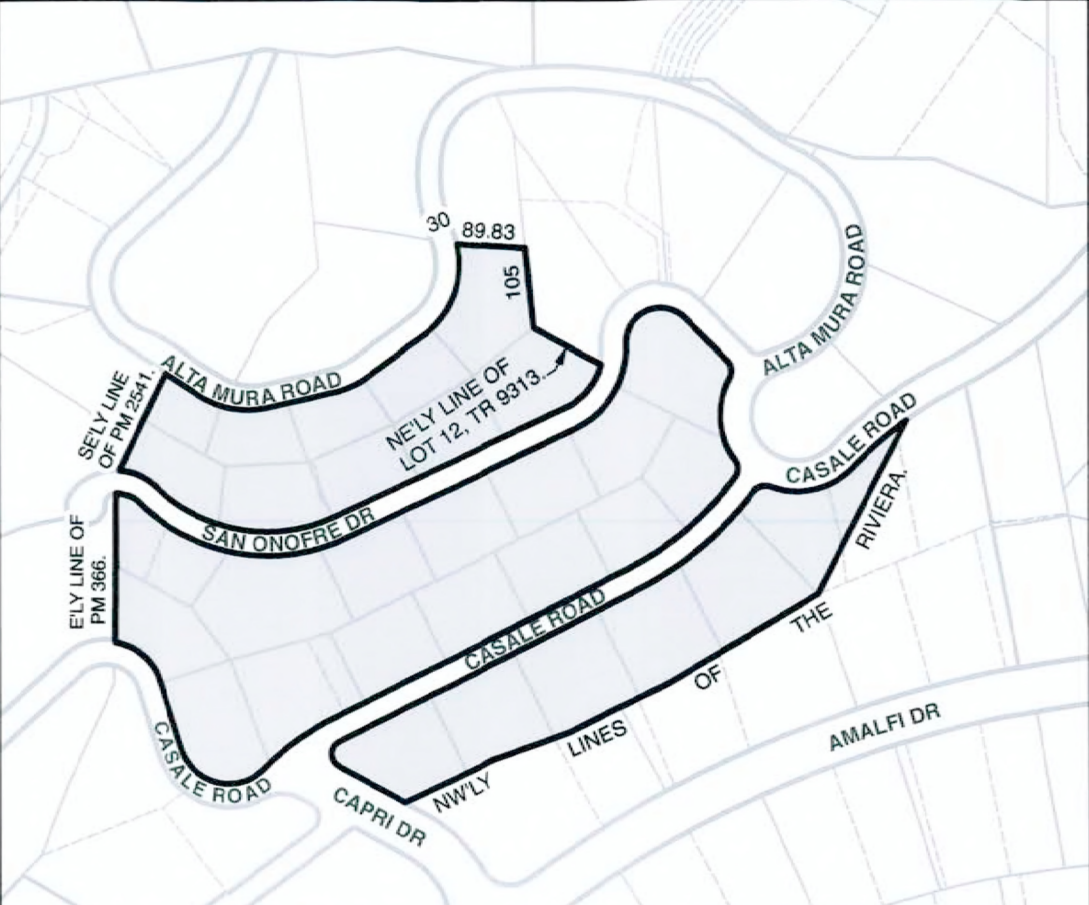 30
89.83
105
ALTA MURA ROAD
ALTA MURA ROAD
SE'LY LINE
OF PM 2541.
NE'LY LINE OF
LOT 12, TR 9313.
CASALE ROAD
RIVIERA.
SAN ONOFRE DR
E'LY LINE OF
PM 366.
CASALE ROAD
THE
OF
LINES
NW'LY
AMALFI DR
CASALE ROAD
CAPRI DR